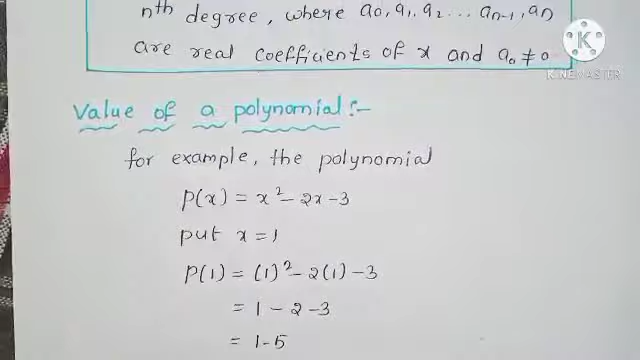 nth degree, where a₀, a₁, a₂ ... aₙ₋₁, aₙ
are real coefficients of x and a₀ ≠ 0
KINEMASTER
Value of a polynomial :-
for example, the polynomial
P(x) = x² - 2x - 3
put x = 1
P(1) = (1)² - 2(1) - 3
= 1 - 2 - 3
= 1 - 5